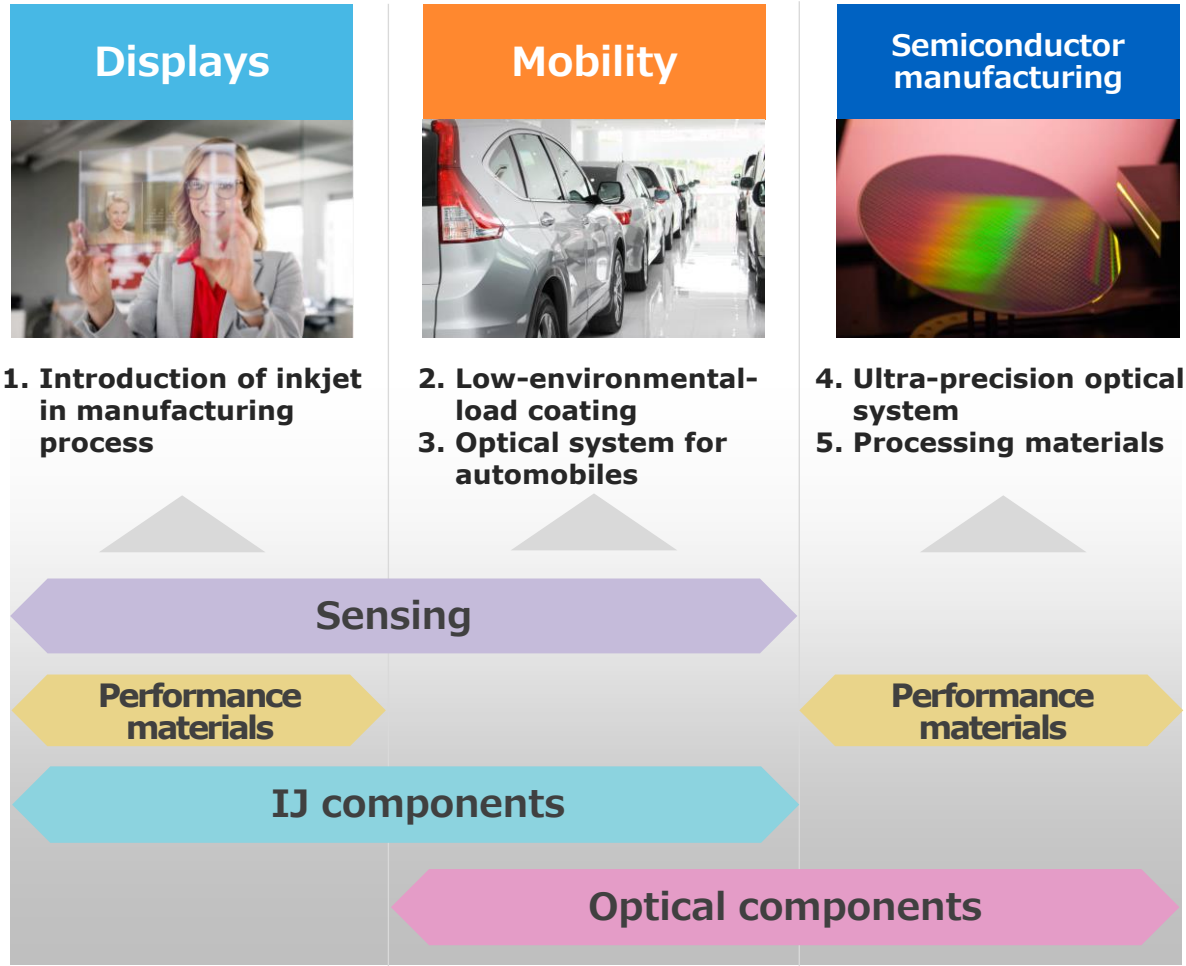 Displays
Mobility
Semiconductor
manufacturing
1. Introduction of inkjet
in manufacturing
process
2. Low-environmental-
load coating
3. Optical system for
automobiles
4. Ultra-precision optical
system
5. Processing materials
Sensing
Performance
materials
Performance
materials
IJ components
Optical components